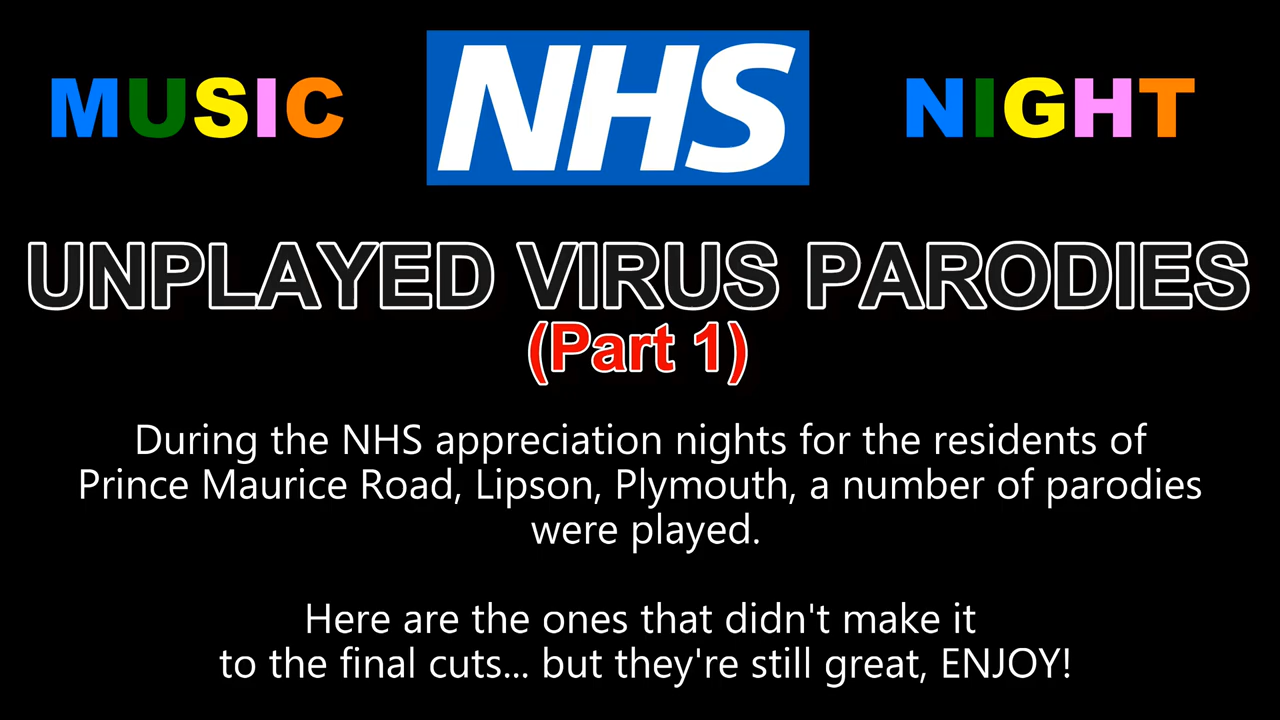 MUSIC NHS NIGHT
UNPLAYED VIRUS PARODIES
(Part 1)
During the NHS appreciation nights for the residents of
Prince Maurice Road, Lipson, Plymouth, a number of parodies
were played.
Here are the ones that didn't make it
to the final cuts... but they're still great, ENJOY!